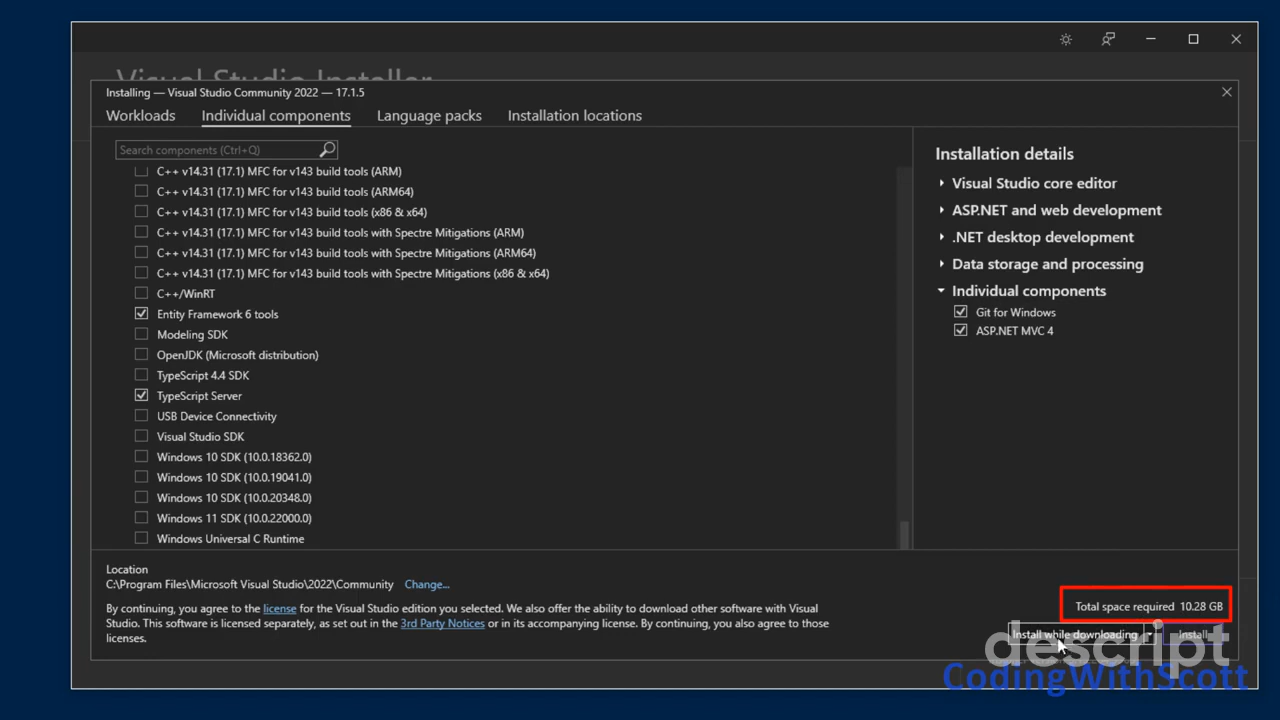 Visual Studio Installer
Installing — Visual Studio Community 2022 — 17.1.5
Workloads
Individual components
Language packs
Installation locations
Search components (Ctrl+Q)
C++ v14.31 (17.1) MFC for v143 build tools (ARM)
C++ v14.31 (17.1) MFC for v143 build tools (ARM64)
C++ v14.31 (17.1) MFC for v143 build tools (x86 & x64)
C++ v14.31 (17.1) MFC for v143 build tools with Spectre Mitigations (ARM)
C++ v14.31 (17.1) MFC for v143 build tools with Spectre Mitigations (ARM64)
C++ v14.31 (17.1) MFC for v143 build tools with Spectre Mitigations (x86 & x64)
C++/WinRT
Entity Framework 6 tools
Modeling SDK
OpenJDK (Microsoft distribution)
TypeScript 4.4 SDK
TypeScript Server
USB Device Connectivity
Visual Studio SDK
Windows 10 SDK (10.0.18362.0)
Windows 10 SDK (10.0.19041.0)
Windows 10 SDK (10.0.20348.0)
Windows 11 SDK (10.0.22000.0)
Windows Universal C Runtime
Installation details
Visual Studio core editor
ASP.NET and web development
.NET desktop development
Data storage and processing
Individual components
Git for Windows
ASP.NET MVC 4
Location
C:\Program Files\Microsoft Visual Studio\2022\Community Change...
By continuing, you agree to the license for the Visual Studio edition you selected. We also offer the ability to download other software with Visual
Studio. This software is licensed separately, as set out in the 3rd Party Notices or in its accompanying license. By continuing, you also agree to those
licenses.
Total space required 10.28 GB
Install while downloading
Install
descript
CodingWithScott